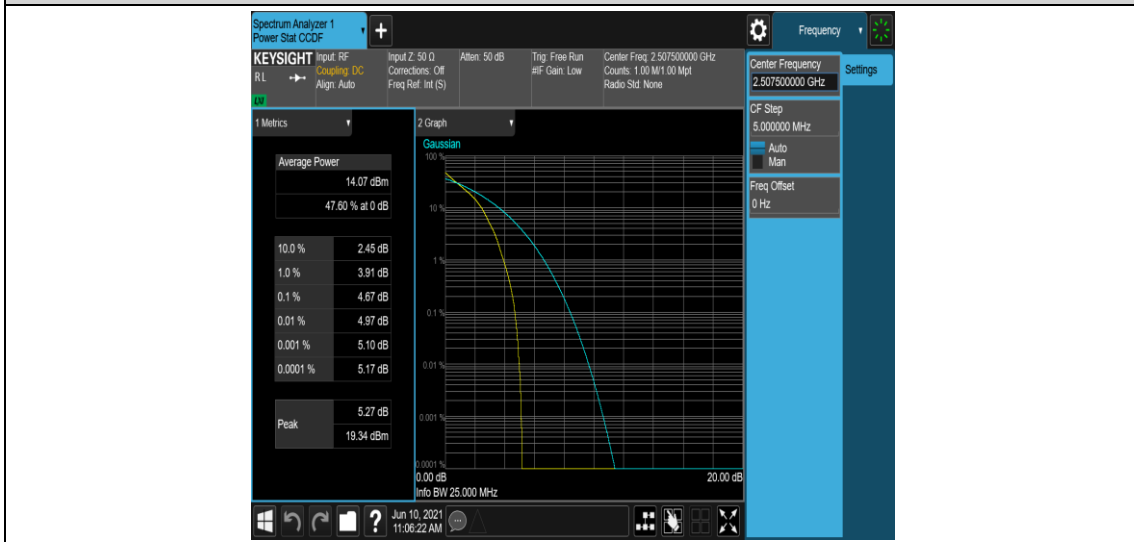 Spectrum Analyzer 1
Power Stat CCDF
+
Frequency
KEYSIGHT
RL
LXI
Input: RF
Coupling: DC
Align: Auto
Input Z: 50 Ω
Corrections: Off
Freq Ref: Int (S)
Atten: 50 dB
Trig: Free Run
#IF Gain: Low
Center Freq: 2.507500000 GHz
Counts: 1.00 M/1.00 Mpt
Radio Std: None
Center Frequency
2.507500000 GHz
Settings
CF Step
5.000000 MHz
Auto
Man
Freq Offset
0 Hz
1 Metrics
Average Power
14.07 dBm
47.60 % at 0 dB
10.0 % 2.45 dB
1.0 % 3.91 dB
0.1 % 4.67 dB
0.01 % 4.97 dB
0.001 % 5.10 dB
0.0001 % 5.17 dB
Peak
5.27 dB
19.34 dBm
2 Graph
Gaussian
100 %
10 %
1 %
0.1 %
0.01 %
0.001 %
0.0001 %
0.00 dB 20.00 dB
Info BW 25.000 MHz
?
Jun 10, 2021
11:06:22 AM